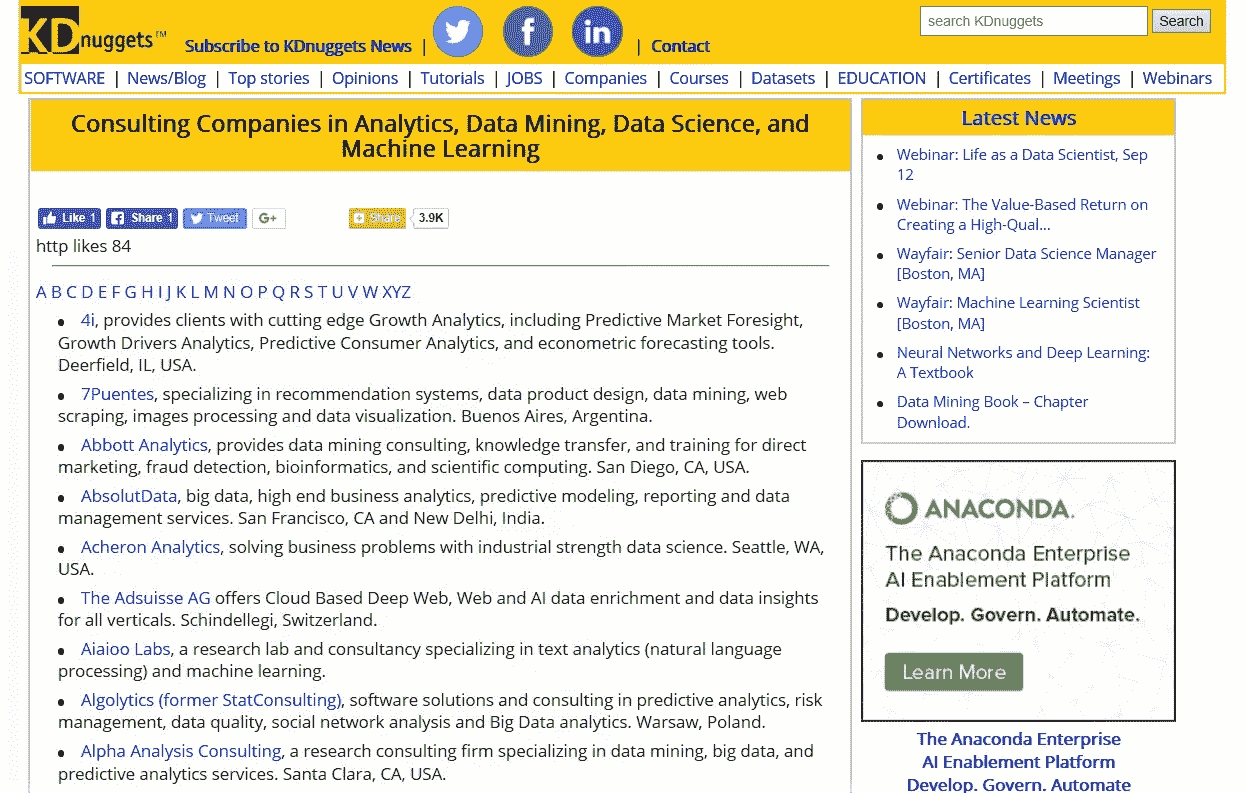 KDnuggets™
Subscribe to KDnuggets News | | Contact
search KDnuggets Search
SOFTWARE | News/Blog | Top stories | Opinions | Tutorials | JOBS | Companies | Courses | Datasets | EDUCATION | Certificates | Meetings | Webinars
Consulting Companies in Analytics, Data Mining, Data Science, and
Machine Learning
Like 1 Share 1 Tweet G+ Share 3.9K
http likes 84
A B C D E F G H I J K L M N O P Q R S T U V W XYZ
4i, provides clients with cutting edge Growth Analytics, including Predictive Market Foresight,
Growth Drivers Analytics, Predictive Consumer Analytics, and econometric forecasting tools.
Deerfield, IL, USA.
7Puentes, specializing in recommendation systems, data product design, data mining, web
scraping, images processing and data visualization. Buenos Aires, Argentina.
Abbott Analytics, provides data mining consulting, knowledge transfer, and training for direct
marketing, fraud detection, bioinformatics, and scientific computing. San Diego, CA, USA.
AbsolutData, big data, high end business analytics, predictive modeling, reporting and data
management services. San Francisco, CA and New Delhi, India.
Acheron Analytics, solving business problems with industrial strength data science. Seattle, WA,
USA.
The Adsuisse AG offers Cloud Based Deep Web, Web and AI data enrichment and data insights
for all verticals. Schindellegi, Switzerland.
Aiaioo Labs, a research lab and consultancy specializing in text analytics (natural language
processing) and machine learning.
Algolytics (former StatConsulting), software solutions and consulting in predictive analytics, risk
management, data quality, social network analysis and Big Data analytics. Warsaw, Poland.
Alpha Analysis Consulting, a research consulting firm specializing in data mining, big data, and
predictive analytics services. Santa Clara, CA, USA.
Latest News
Webinar: Life as a Data Scientist, Sep
12
Webinar: The Value-Based Return on
Creating a High-Qual...
Wayfair: Senior Data Science Manager
[Boston, MA]
Wayfair: Machine Learning Scientist
[Boston, MA]
Neural Networks and Deep Learning:
A Textbook
Data Mining Book – Chapter
Download.
ANACONDA.
The Anaconda Enterprise
AI Enablement Platform
Develop. Govern. Automate.
Learn More
The Anaconda Enterprise
AI Enablement Platform
Develop. Govern. Automate